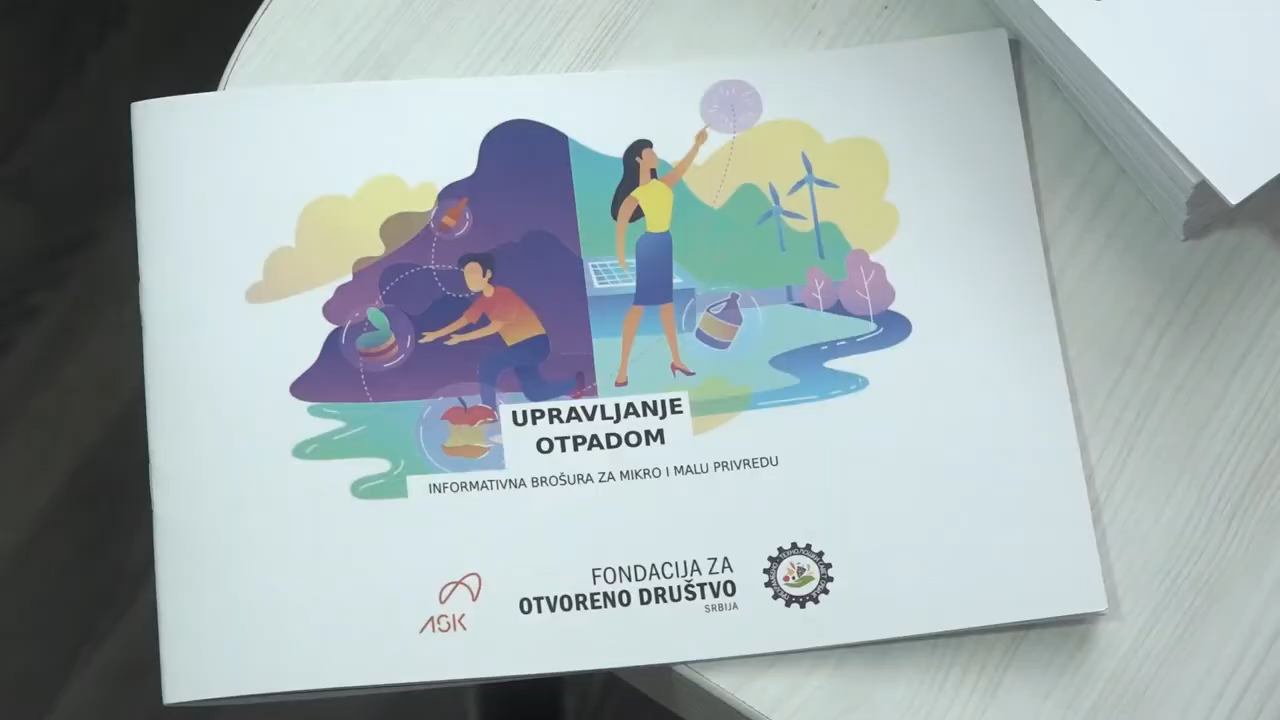 UPRAVLJANJE
OTPADOM
INFORMATIVNA BROŠURA ZA MIKRO I MALU PRIVREDU
ASK
FONDACIJA ZA
OTVORENO DRUŠTVO
SRBIJA